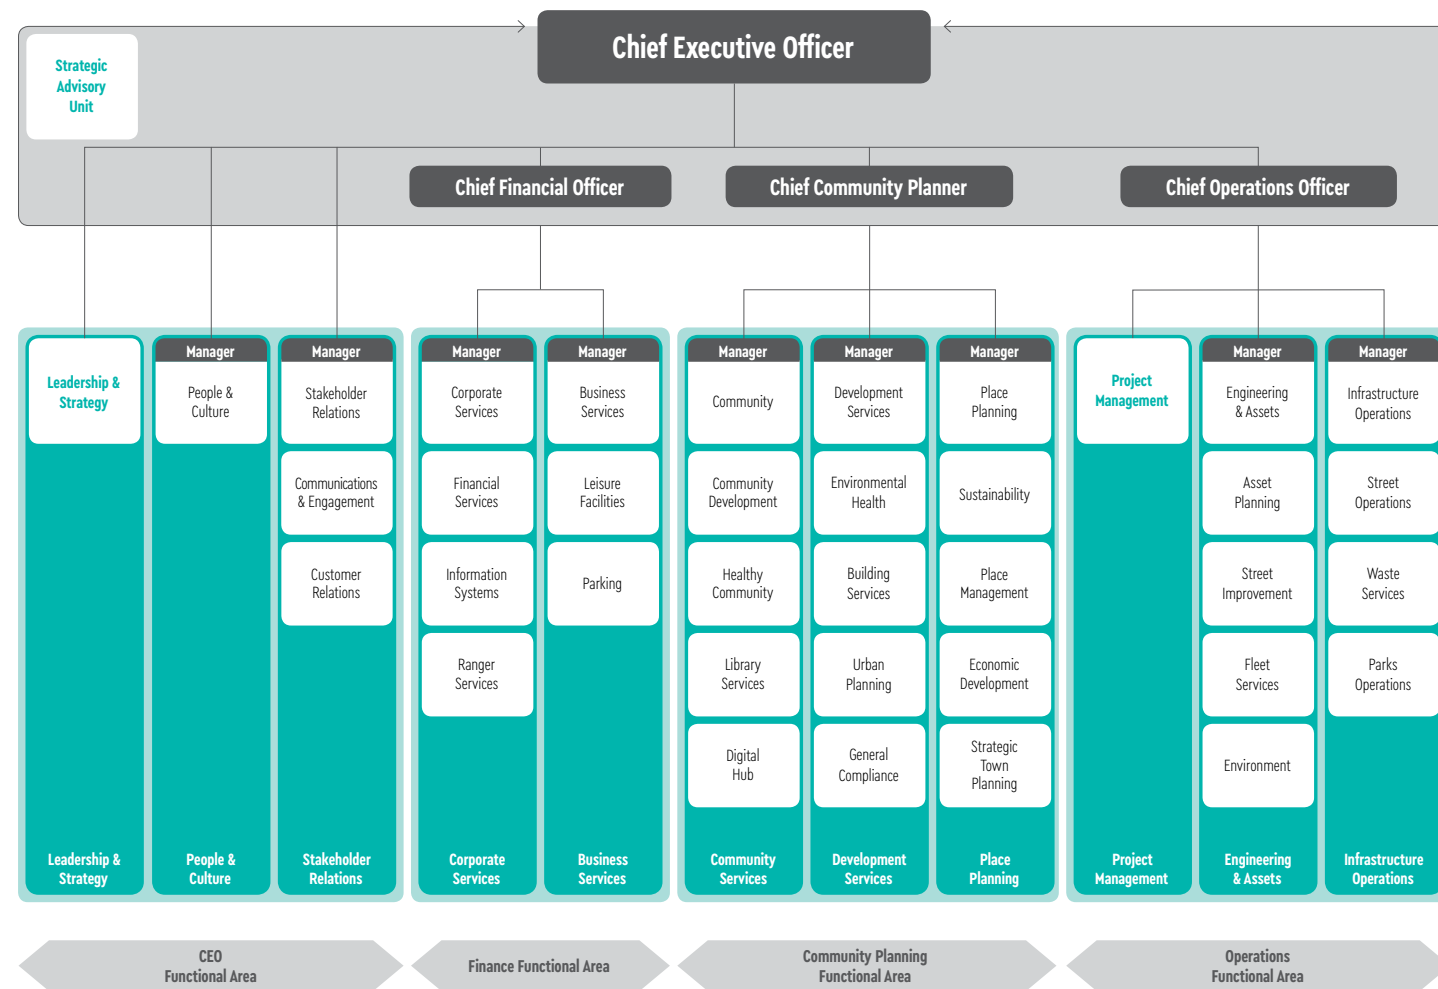 Chief Executive Officer
Strategic
Advisory
Unit
Chief Financial Officer
Chief Community Planner
Chief Operations Officer
Leadership &
Strategy
Leadership &
Strategy
Manager
People &
Culture
People &
Culture
Manager
Stakeholder
Relations
Communications
& Engagement
Customer
Relations
Stakeholder
Relations
Manager
Corporate
Services
Financial
Services
Information
Systems
Ranger
Services
Corporate
Services
Manager
Business
Services
Leisure
Facilities
Parking
Business
Services
Manager
Community
Community
Development
Healthy
Community
Library
Services
Digital
Hub
Community
Services
Manager
Development
Services
Environmental
Health
Building
Services
Urban
Planning
General
Compliance
Development
Services
Manager
Place
Planning
Sustainability
Place
Management
Economic
Development
Strategic
Town
Planning
Place
Planning
Project
Management
Project
Management
Manager
Engineering
& Assets
Asset
Planning
Street
Improvement
Fleet
Services
Environment
Engineering
& Assets
Manager
Infrastructure
Operations
Street
Operations
Waste
Services
Parks
Operations
Infrastructure
Operations
CEO
Functional Area
Finance Functional Area
Community Planning
Functional Area
Operations
Functional Area